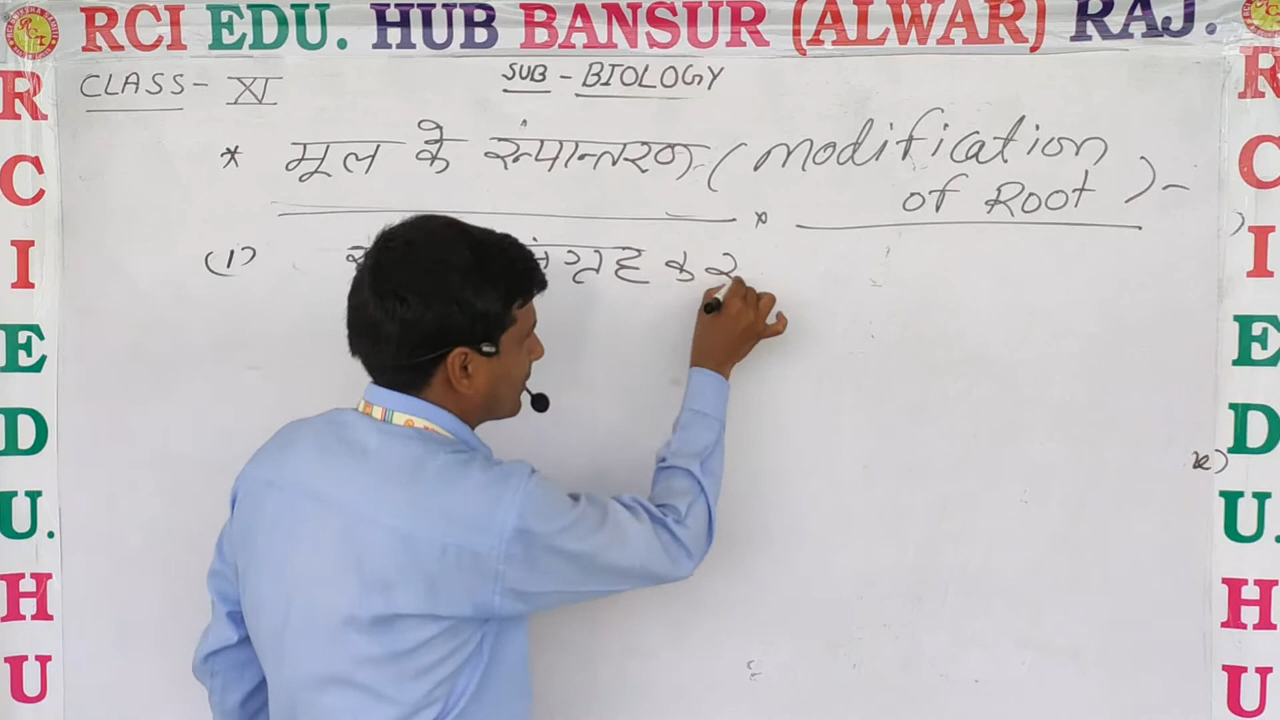 RCI EDU. HUB BANSUR (ALWAR) RAJ.
CLASS - XI
SUB - BIOLOGY
* मूल के रूपान्तरण - (modification
of Root) -
(1) संग्रह कर
R
C
I
E
D
U.
H
U
R
C
I
E
D
U.
H
U